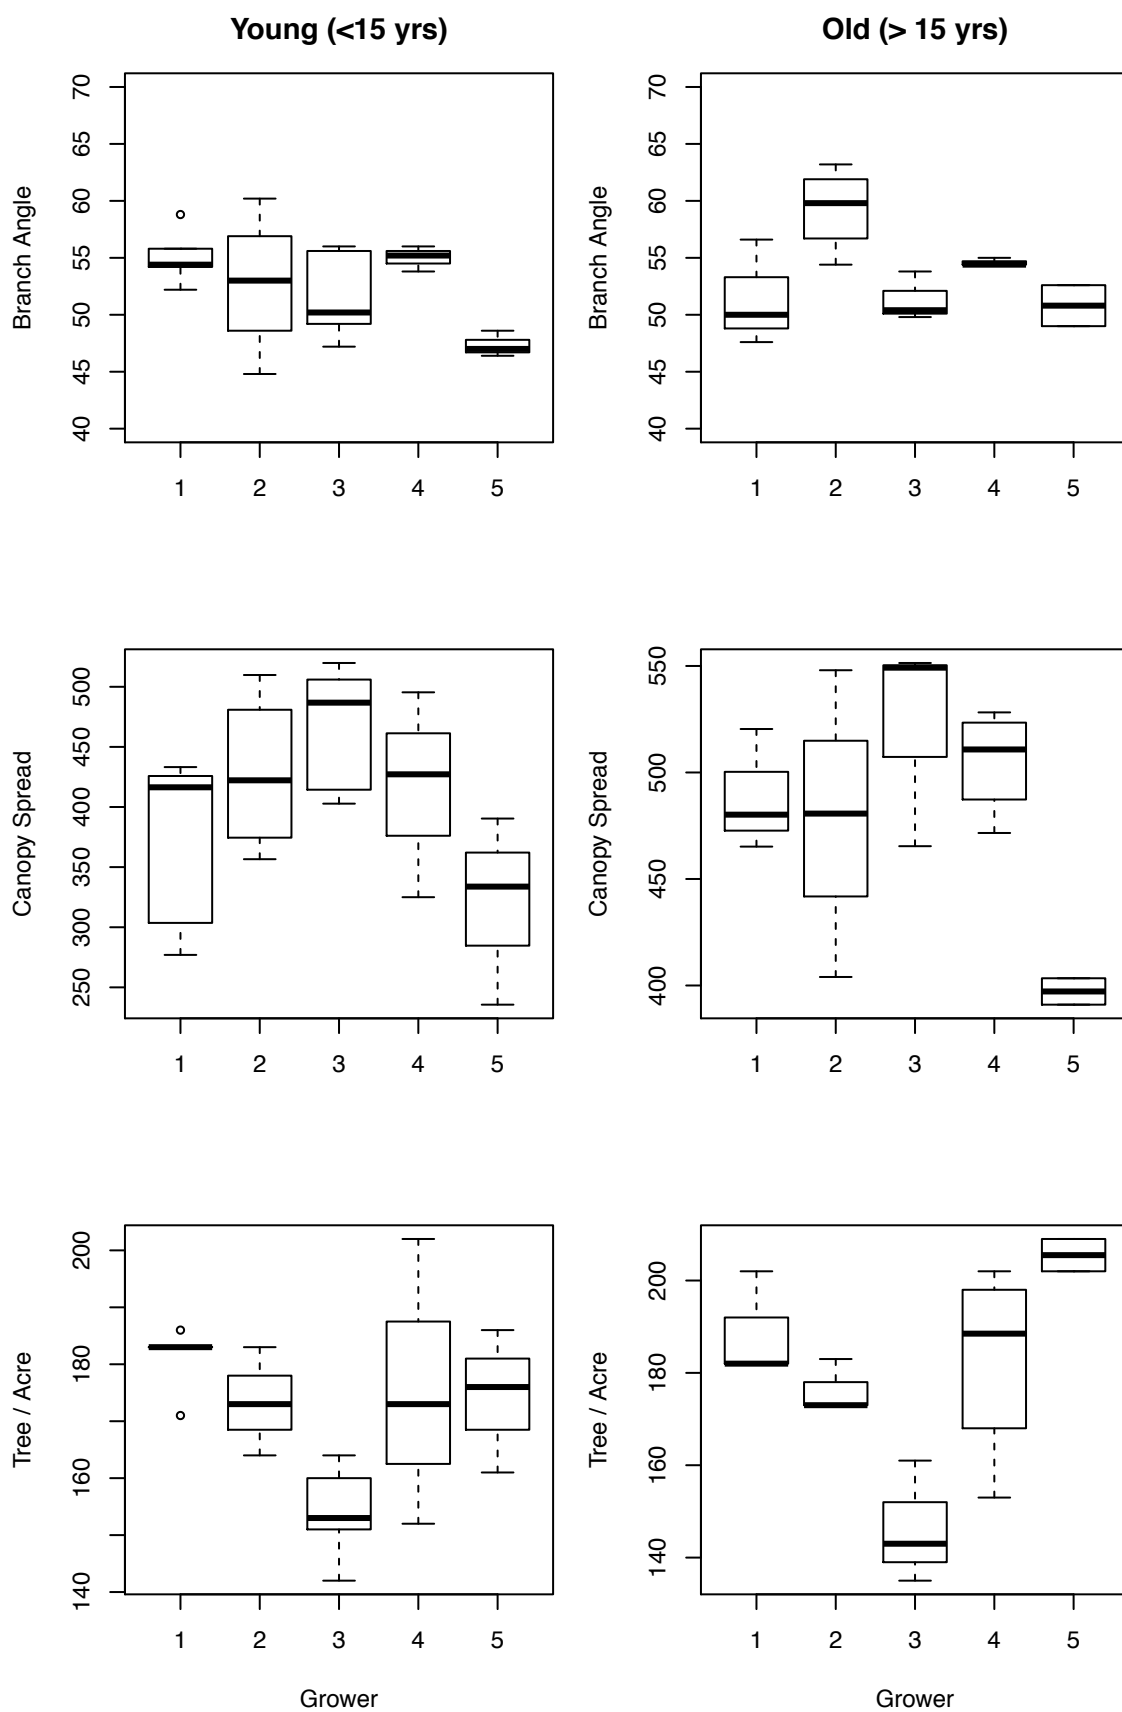 Young (<15 yrs)
Old (> 15 yrs)
Branch Angle
70
65
60
55
50
45
40
1 2 3 4 5
Branch Angle
70
65
60
55
50
45
40
1 2 3 4 5
Canopy Spread
500
450
400
350
300
250
1 2 3 4 5
Canopy Spread
550
500
450
400
1 2 3 4 5
Tree / Acre
200
180
160
140
1 2 3 4 5
Grower
Tree / Acre
200
180
160
140
1 2 3 4 5
Grower